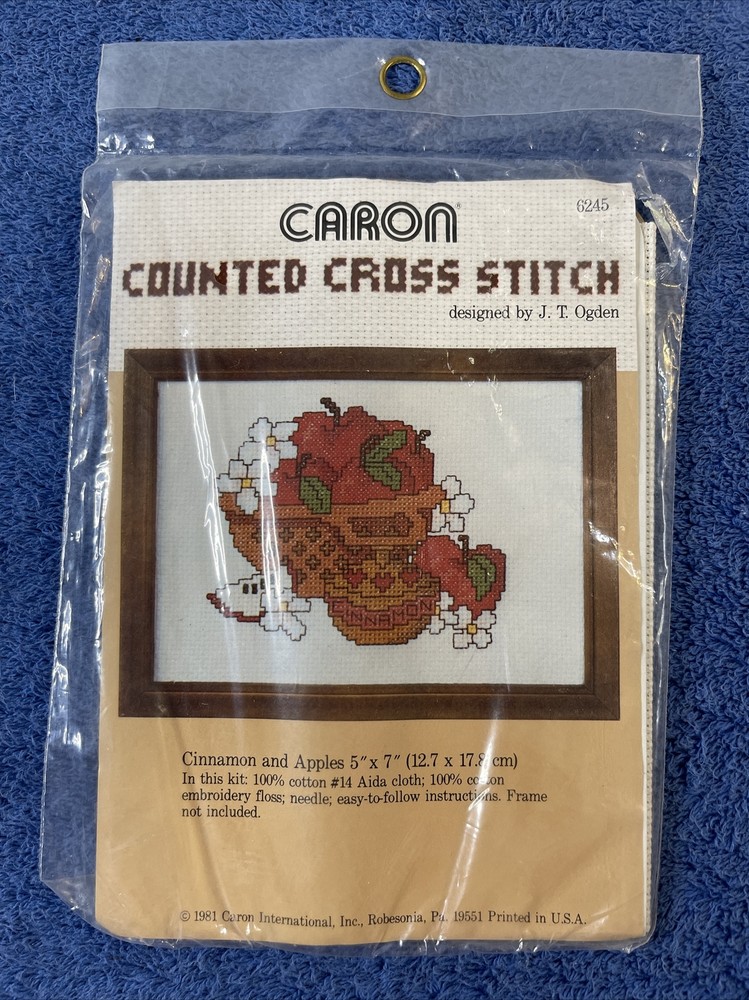 CARON®
6245
COUNTED CROSS STITCH
designed by J. T. Ogden
CINNAMON
Cinnamon and Apples 5" x 7" (12.7 x 17.8 cm)
In this kit: 100% cotton #14 Aida cloth; 100% cotton
embroidery floss; needle; easy-to-follow instructions. Frame
not included.
© 1981 Caron International, Inc., Robesonia, Pa. 19551 Printed in U.S.A.